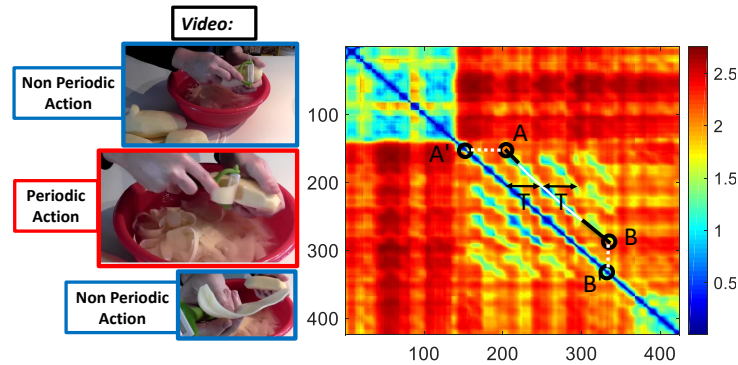 Video:
Non Periodic
Action
Periodic
Action
Non Periodic
Action
100
200
300
400
100
200
300
400
A'
A
T
T
B
B'
2.5
2
1.5
1
0.5